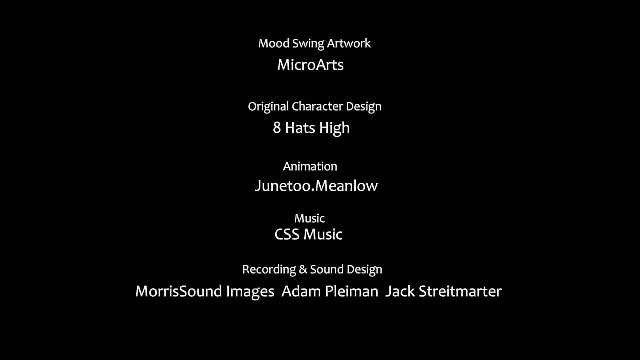 Mood Swing Artwork
MicroArts
Original Character Design
8 Hats High
Animation
Junetoo.Meanlow
Music
CSS Music
Recording & Sound Design
MorrisSound Images  Adam Pleiman  Jack Streitmarter